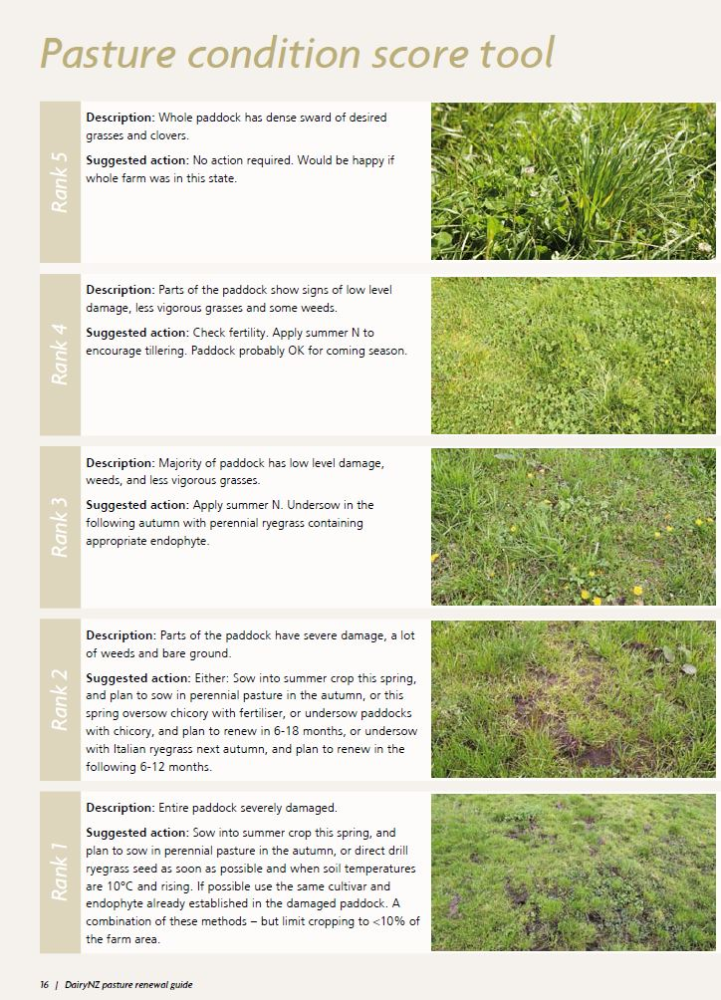 Pasture condition score tool
Rank 5
Description: Whole paddock has dense sward of desired
grasses and clovers.
Suggested action: No action required. Would be happy if
whole farm was in this state.
Rank 4
Description: Parts of the paddock show signs of low level
damage, less vigorous grasses and some weeds.
Suggested action: Check fertility. Apply summer N to
encourage tillering. Paddock probably OK for coming season.
Rank 3
Description: Majority of paddock has low level damage,
weeds, and less vigorous grasses.
Suggested action: Apply summer N. Undersow in the
following autumn with perennial ryegrass containing
appropriate endophyte.
Rank 2
Description: Parts of the paddock have severe damage, a lot
of weeds and bare ground.
Suggested action: Either: Sow into summer crop this spring,
and plan to sow in perennial pasture in the autumn, or this
spring oversow chicory with fertiliser, or undersow paddocks
with chicory, and plan to renew in 6-18 months, or undersow
with Italian ryegrass next autumn, and plan to renew in the
following 6-12 months.
Rank 1
Description: Entire paddock severely damaged.
Suggested action: Sow into summer crop this spring, and
plan to sow in perennial pasture in the autumn, or direct drill
ryegrass seed as soon as possible and when soil temperatures
are 10°C and rising. If possible use the same cultivar and
endophyte already established in the damaged paddock. A
combination of these methods – but limit cropping to <10% of
the farm area.
16 | DairyNZ pasture renewal guide